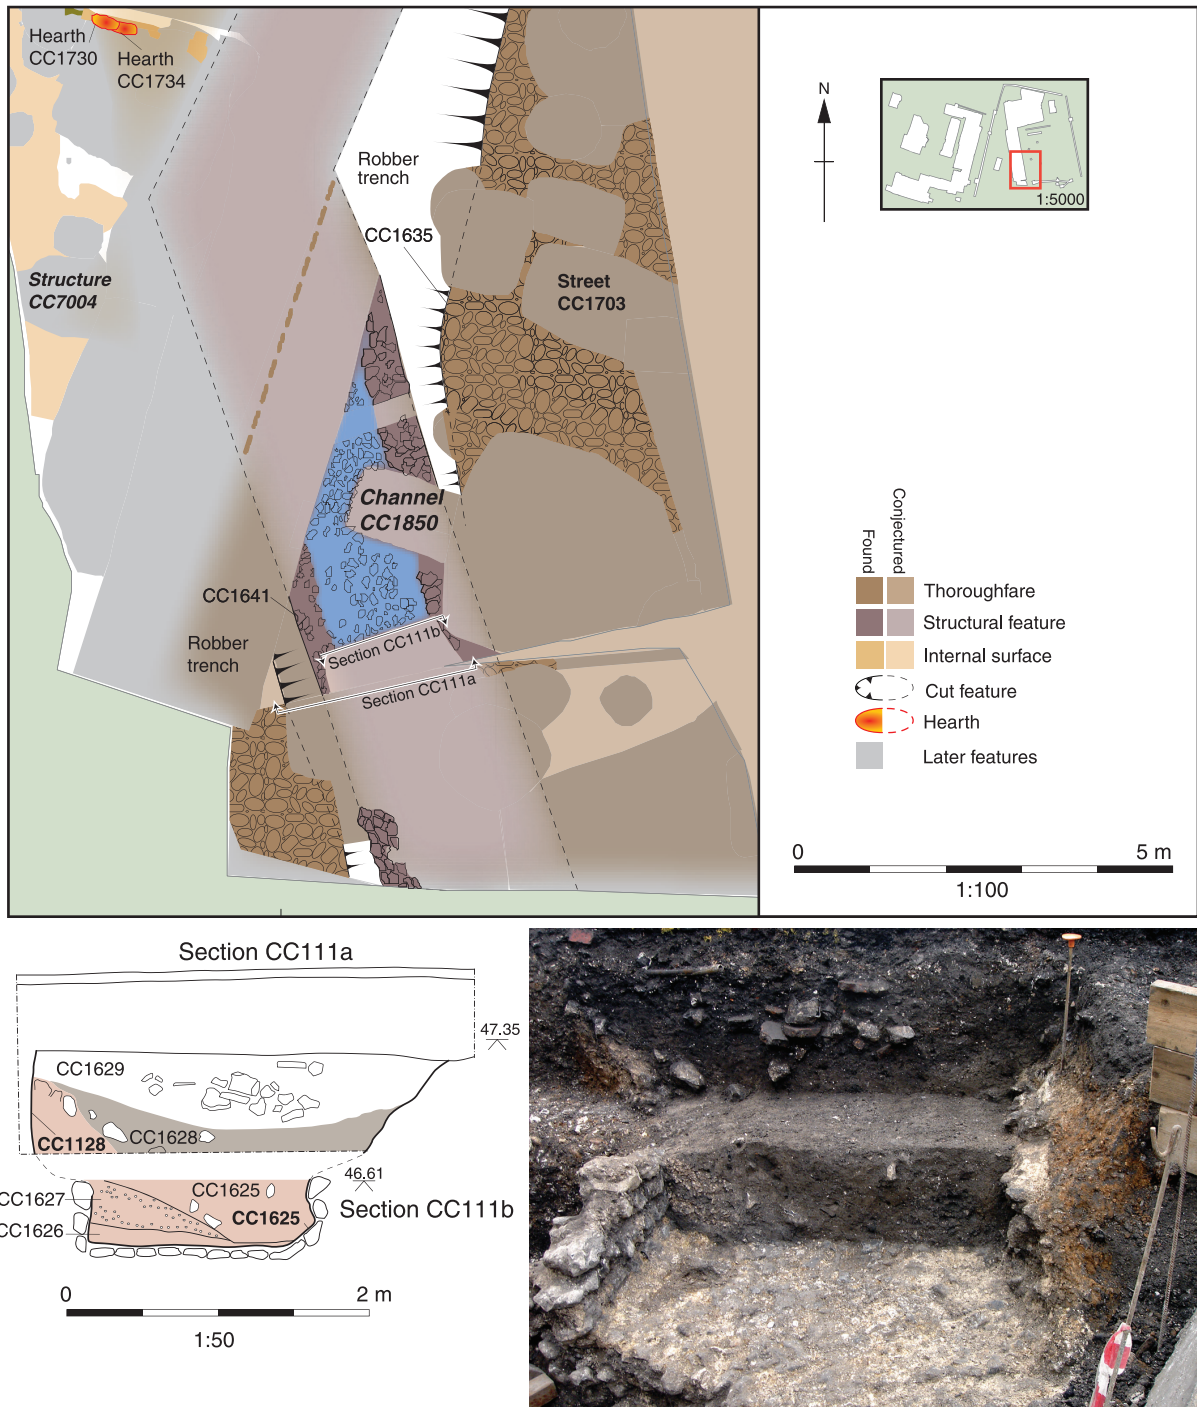 Hearth
CC1730
Hearth
CC1734
Robber
trench
CC1635
Structure
CC7004
Street
CC1703
Channel
CC1850
CC1641
Robber
trench
Section CC111b
Section CC111a
N
1:5000
Found
Conjectured
Thoroughfare
Structural feature
Internal surface
Cut feature
Hearth
Later features
0 5 m
1:100
Section CC111a
47.35
CC1629
CC1128
CC1628
46.61
CC1627
CC1625
CC1625
CC1626
Section CC111b
0 2 m
1:50